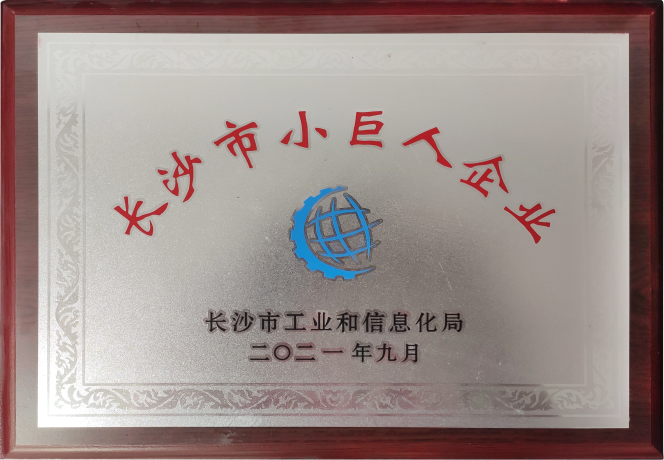 长沙市小巨人企业
长沙市工业和信息化局
二〇二一年九月